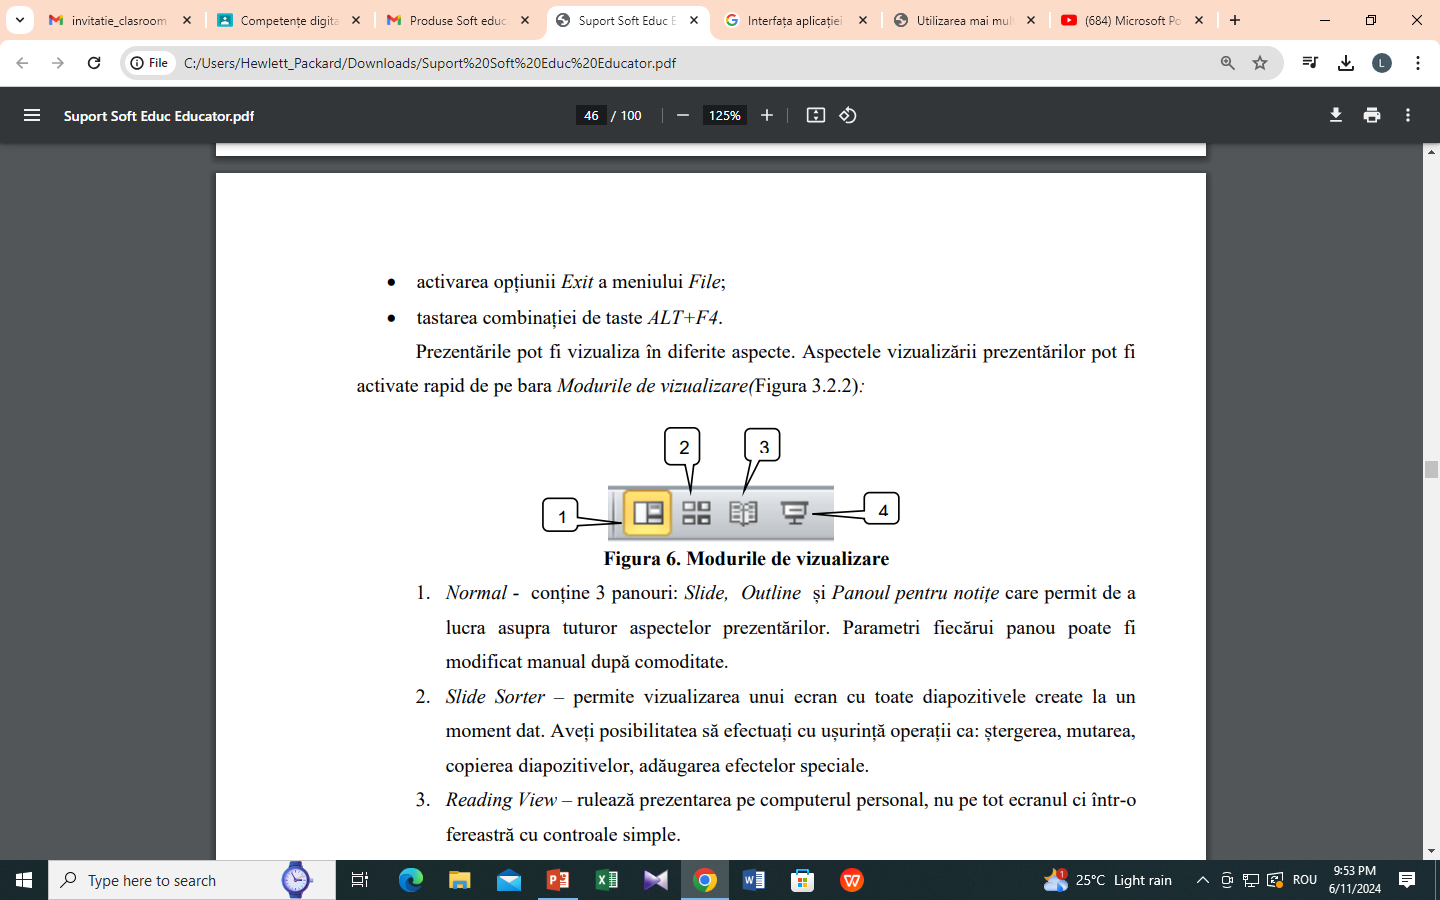 invitatie_clasroom
Competențe digita
Produse Soft educ
Suport Soft Educ E
Interfața aplicației
Utilizarea mai mul
(684) Microsoft Po
File
C:/Users/Hewlett_Packard/Downloads/Suport%20Soft%20Educ%20Educator.pdf
L
Suport Soft Educ Educator.pdf
46 / 100
125%
• activarea opțiunii Exit a meniului File;
• tastarea combinației de taste ALT+F4.
Prezentările pot fi vizualiza în diferite aspecte. Aspectele vizualizării prezentărilor pot fi
activate rapid de pe bara Modurile de vizualizare(Figura 3.2.2):
2
3
1
4
Figura 6. Modurile de vizualizare
1. Normal - conține 3 panouri: Slide, Outline și Panoul pentru notițe care permit de a
lucra asupra tuturor aspectelor prezentărilor. Parametri fiecărui panou poate fi
modificat manual după comoditate.
2. Slide Sorter – permite vizualizarea unui ecran cu toate diapozitivele create la un
moment dat. Aveți posibilitatea să efectuați cu ușurință operații ca: ștergerea, mutarea,
copierea diapozitivelor, adăugarea efectelor speciale.
3. Reading View – rulează prezentarea pe computerul personal, nu pe tot ecranul ci într-o
fereastră cu controale simple.
Type here to search
1
25°C Light rain
ROU
9:53 PM
6/11/2024